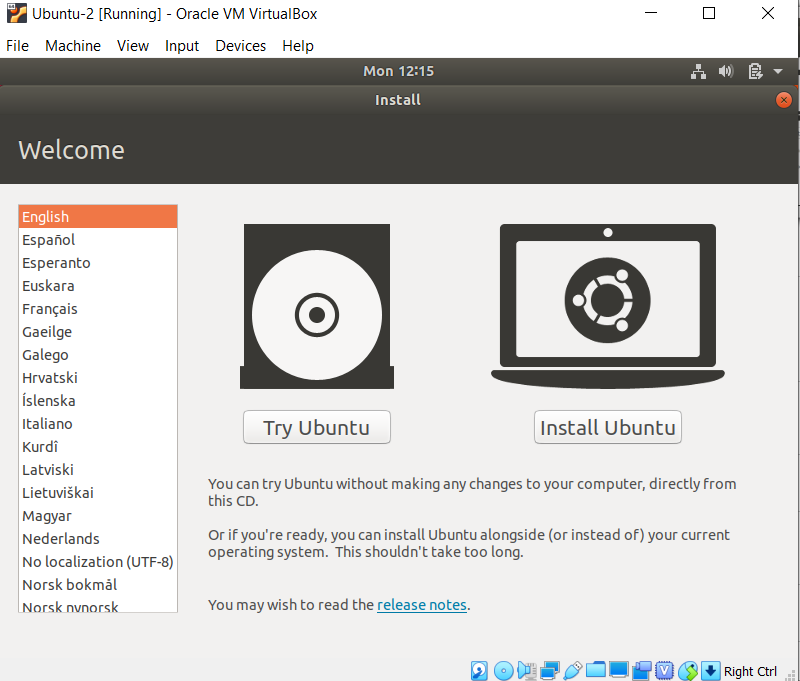 Ubuntu-2 [Running] - Oracle VM VirtualBox
File Machine View Input Devices Help
Mon 12:15
Install
Welcome
English
Español
Esperanto
Euskara
Français
Gaeilge
Galego
Hrvatski
Íslenska
Italiano
Kurdî
Latviski
Lietuviškai
Magyar
Nederlands
No localization (UTF-8)
Norsk bokmål
Norsk nynorsk
Try Ubuntu
Install Ubuntu
You can try Ubuntu without making any changes to your computer, directly from
this CD.
Or if you're ready, you can install Ubuntu alongside (or instead of) your current
operating system. This shouldn't take too long.
You may wish to read the release notes.
Right Ctrl